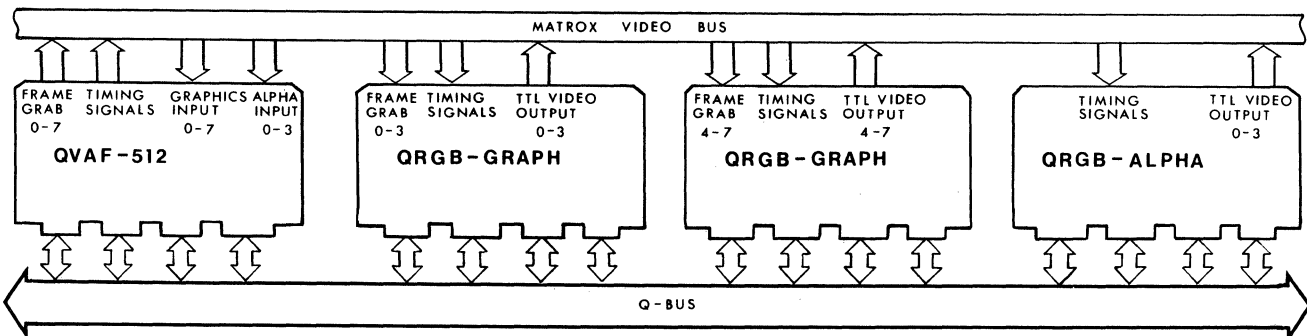 MATROX VIDEO BUS
FRAME GRAB 0-7
TIMING SIGNALS
GRAPHICS INPUT 0-7
ALPHA INPUT 0-3
QVAF-512
FRAME GRAB 0-3
TIMING SIGNALS
TTL VIDEO OUTPUT 0-3
QRGB-GRAPH
FRAME GRAB 4-7
TIMING SIGNALS
TTL VIDEO OUTPUT 4-7
QRGB-GRAPH
TIMING SIGNALS
TTL VIDEO OUTPUT 0-3
QRGB-ALPHA
Q-BUS